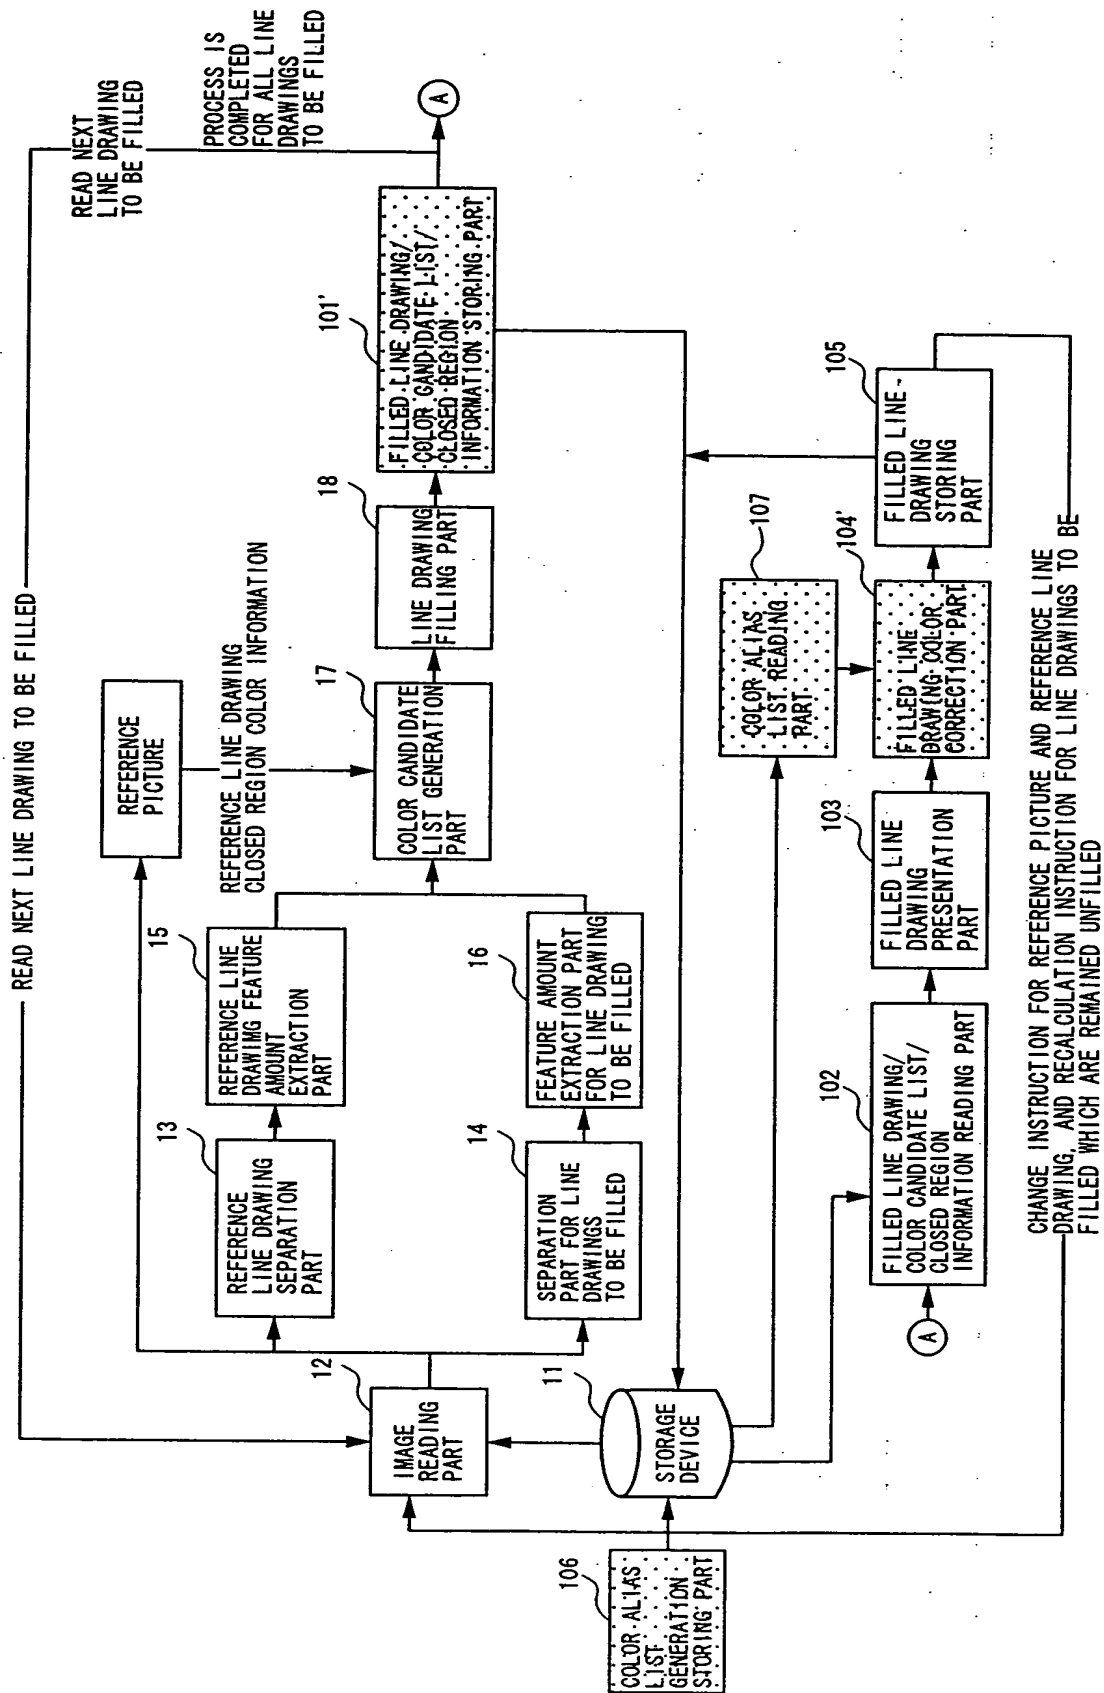 READ NEXT LINE DRAWING TO BE FILLED
READ NEXT
LINE DRAWING
TO BE FILLED
PROCESS IS
COMPLETED
FOR ALL LINE
DRAWINGS
TO BE FILLED
A
REFERENCE
PICTURE
REFERENCE LINE DRAWING
CLOSED REGION COLOR INFORMATION
12
IMAGE
READING
PART
13
REFERENCE
LINE DRAWING
SEPARATION
PART
15
REFERENCE LINE
DRAWIMG FEATURE
AMOUNT
EXTRACTION
PART
14
SEPARATION
PART FOR LINE
DRAWINGS
TO BE FILLED
16
FEATURE AMOUNT
EXTRACTION PART
FOR LINE DRAWING
TO BE FILLED
17
COLOR CANDIDATE
LIST GENERATION
PART
18
LINE DRAWING
FILLING PART
101'
FILLED LINE DRAWING/
COLOR CANDIDATE LIST/
CLOSED REGION
INFORMATION STORING PART
106
COLOR ALIAS
LIST
GENERATION
STORING PART
11
STORAGE
DEVICE
107
COLOR ALIAS
LIST READING
PART
A
102
FILLED LINE DRAWING/
COLOR CANDIDATE LIST/
CLOSED REGION
INFORMATION READING PART
103
FILLED LINE
DRAWING
PRESENTATION
PART
104'
FILLED LINE
DRAWING COLOR
CORRECTION PART
105
FILLED LINE-
DRAWING
STORING
PART
CHANGE INSTRUCTION FOR REFERENCE PICTURE AND REFERENCE LINE
DRAWING, AND RECALCULATION INSTRUCTION FOR LINE DRAWINGS TO BE
FILLED WHICH ARE REMAINED UNFILLED